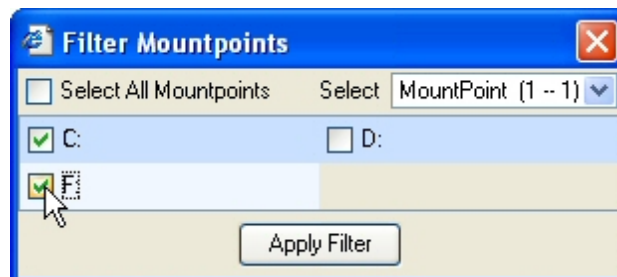 Filter Mountpoints
Select All Mountpoints Select MountPoint (1 -- 1)
C: D:
F:
Apply Filter